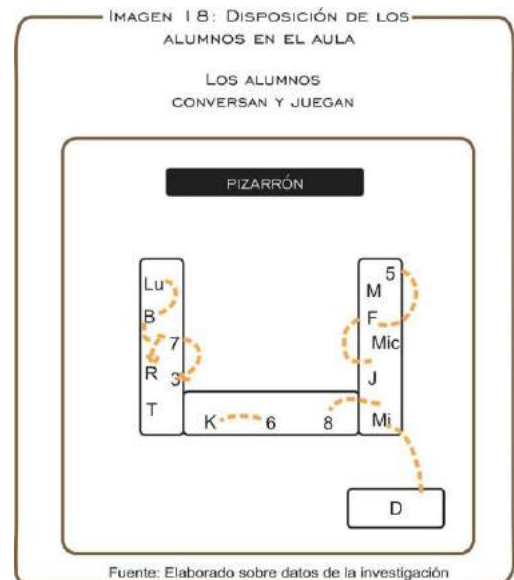 IMAGEN 18: DISPOSICIÓN DE LOS
ALUMNOS EN EL AULA
LOS ALUMNOS
CONVERSAN Y JUEGAN
PIZARRÓN
Lu
B
7
R
3
T
K
6
8
5
M
F
Mic
J
Mi
D
Fuente: Elaborado sobre datos de la investigación